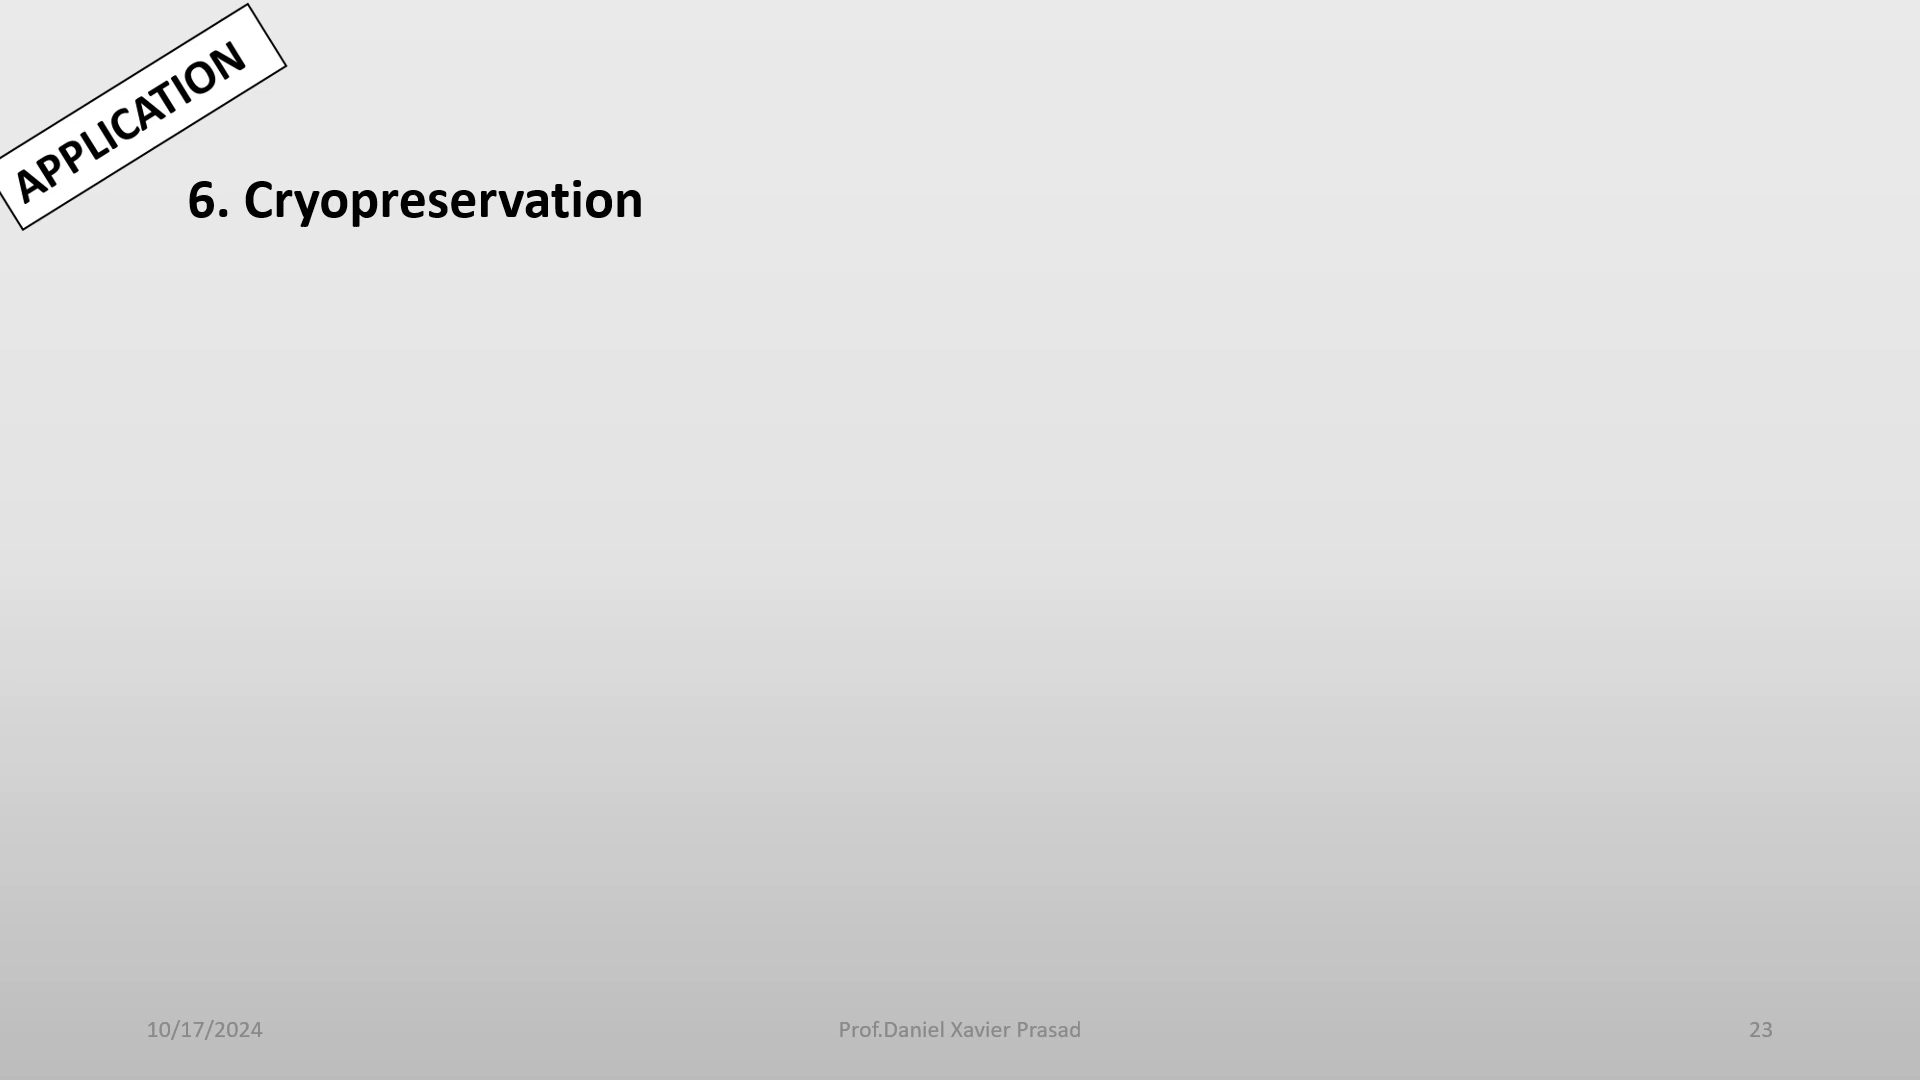 APPLICATION
6. Cryopreservation
10/17/2024
Prof.Daniel Xavier Prasad
23